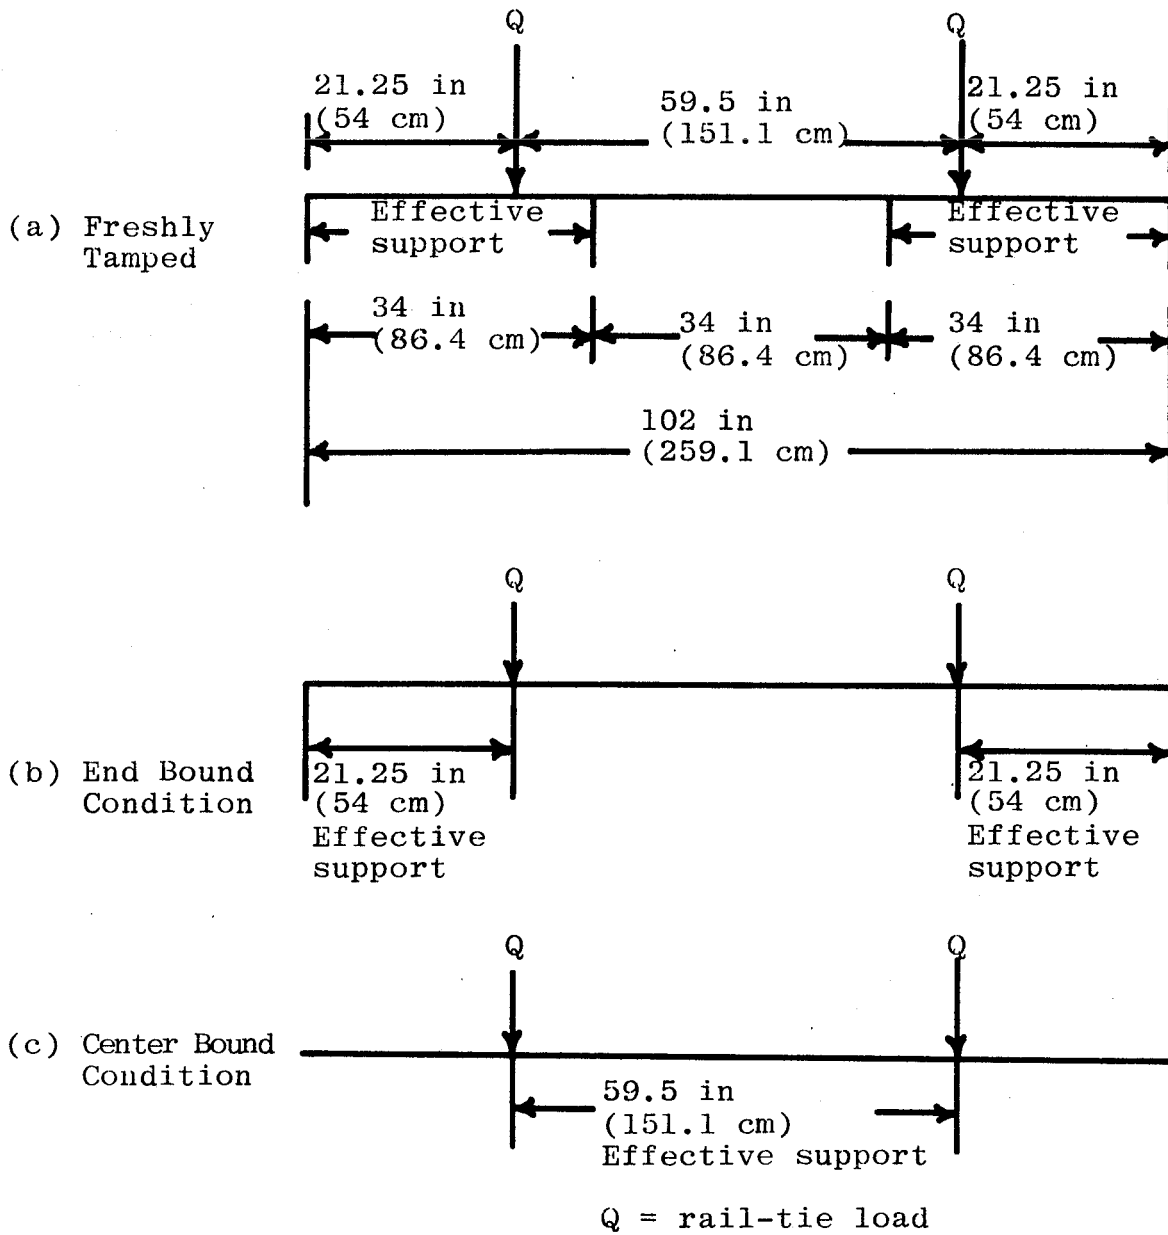 Q
Q
21.25 in
(54 cm)
59.5 in
(151.1 cm)
21.25 in
(54 cm)
(a) Freshly
Tamped
Effective
support
Effective
support
34 in
(86.4 cm)
34 in
(86.4 cm)
34 in
(86.4 cm)
102 in
(259.1 cm)
Q
Q
(b) End Bound
Condition
21.25 in
(54 cm)
Effective
support
21.25 in
(54 cm)
Effective
support
Q
Q
(c) Center Bound
Condition
59.5 in
(151.1 cm)
Effective support
Q = rail-tie load